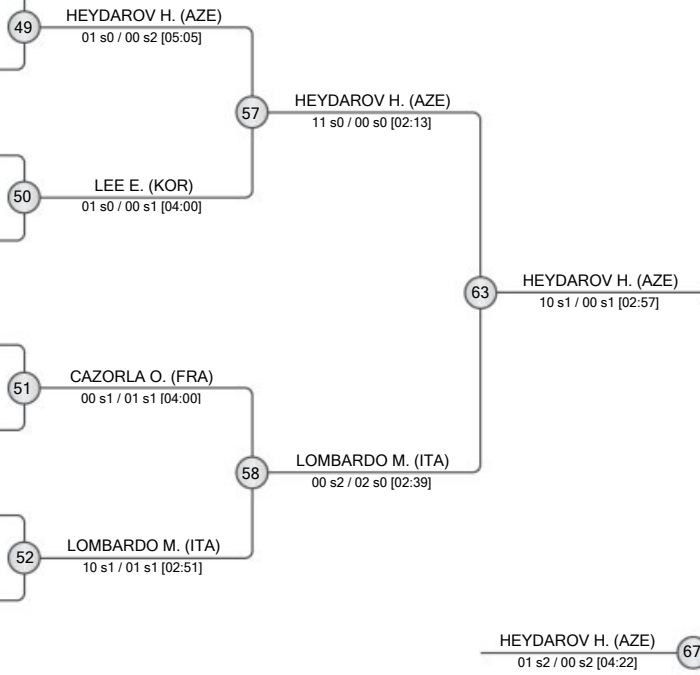 49
HEYDAROV H. (AZE)
01 s0 / 00 s2 [05:05]
57
HEYDAROV H. (AZE)
11 s0 / 00 s0 [02:13]
50
LEE E. (KOR)
01 s0 / 00 s1 [04:00]
63
HEYDAROV H. (AZE)
10 s1 / 00 s1 [02:57]
51
CAZORLA O. (FRA)
00 s1 / 01 s1 [04:00]
58
LOMBARDO M. (ITA)
00 s2 / 02 s0 [02:39]
52
LOMBARDO M. (ITA)
10 s1 / 01 s1 [02:51]
HEYDAROV H. (AZE)
01 s2 / 00 s2 [04:22]
67